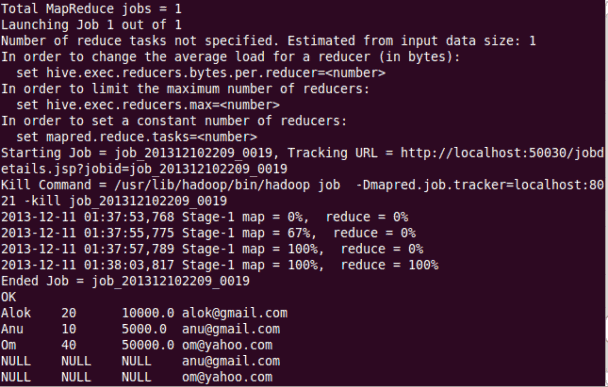 Total MapReduce jobs = 1
Launching Job 1 out of 1
Number of reduce tasks not specified. Estimated from input data size: 1
In order to change the average load for a reducer (in bytes):
  set hive.exec.reducers.bytes.per.reducer=<number>
In order to limit the maximum number of reducers:
  set hive.exec.reducers.max=<number>
In order to set a constant number of reducers:
  set mapred.reduce.tasks=<number>
Starting Job = job_201312102209_0019, Tracking URL = http://localhost:50030/jobd
etails.jsp?jobid=job_201312102209_0019
Kill Command = /usr/lib/hadoop/bin/hadoop job  -Dmapred.job.tracker=localhost:80
21 -kill job_201312102209_0019
2013-12-11 01:37:53,768 Stage-1 map = 0%,  reduce = 0%
2013-12-11 01:37:55,775 Stage-1 map = 67%,  reduce = 0%
2013-12-11 01:37:57,789 Stage-1 map = 100%,  reduce = 0%
2013-12-11 01:38:03,817 Stage-1 map = 100%,  reduce = 100%
Ended Job = job_201312102209_0019
OK
Alok    20      10000.0 alok@gmail.com
Anu     10      5000.0  anu@gmail.com
Om      40      50000.0 om@yahoo.com
NULL    NULL    NULL    anu@gmail.com
NULL    NULL    NULL    om@yahoo.com